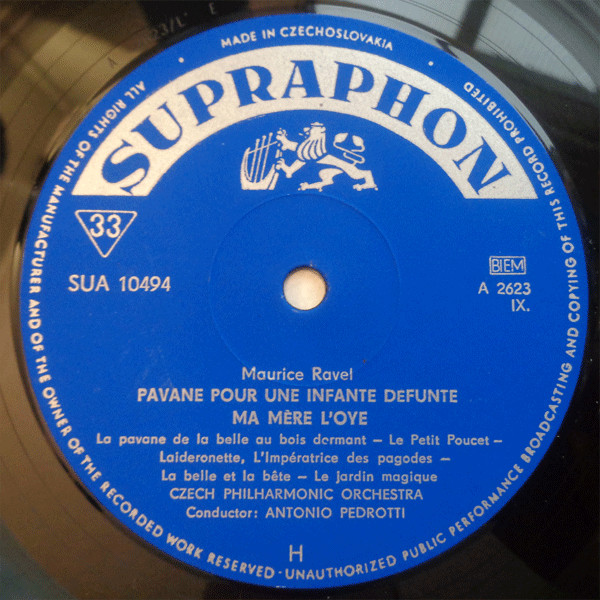 MADE IN CZECHOSLOVAKIA
ALL RIGHTS OF THE MANUFACTURER AND OF THE OWNER OF THE RECORDED WORK RESERVED - UNAUTHORIZED PUBLIC PERFORMANCE BROADCASTING AND COPYING OF THIS RECORD PROHIBITED
SUPRAPHON
33
SUA 10494
BIEM
A 2623
IX.
Maurice Ravel
PAVANE POUR UNE INFANTE DéFUNTE
MA MÈRE L'OYE
La pavane de la belle au bois dormant – Le Petit Poucet –
Laideronette, L'Impératrice des pagodes –
La belle et la bête – Le jardin magique
CZECH PHILHARMONIC ORCHESTRA
Conductor: ANTONIO PEDROTTI
H